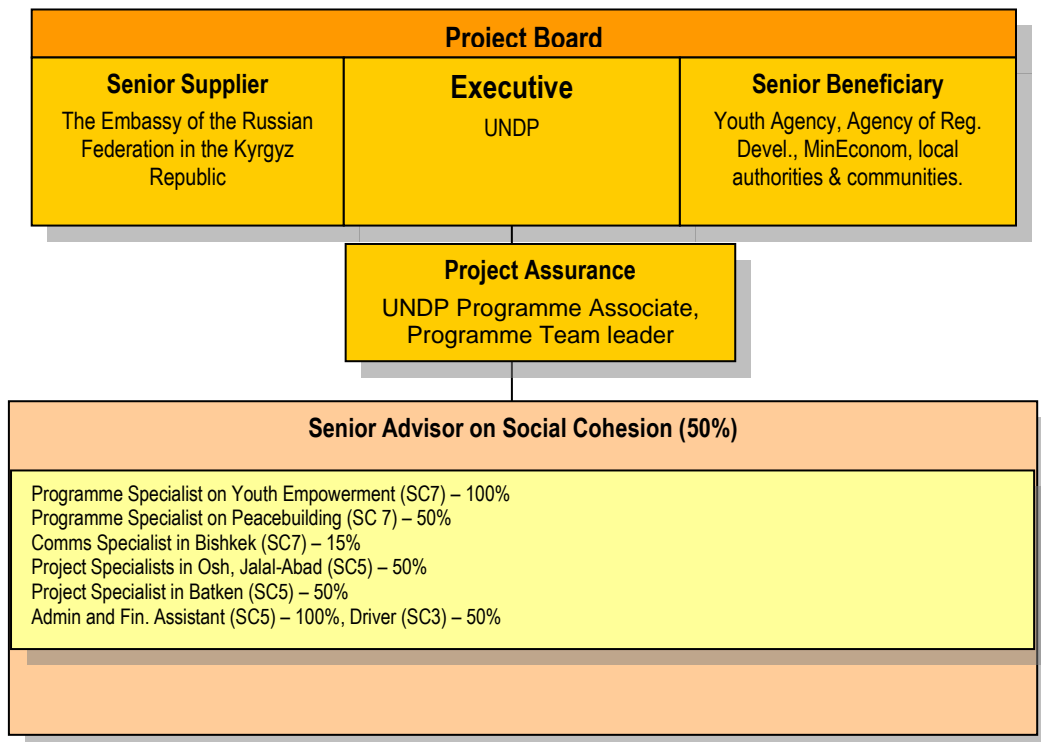 Project Board
Senior Supplier
The Embassy of the Russian
Federation in the Kyrgyz
Republic
Executive
UNDP
Senior Beneficiary
Youth Agency, Agency of Reg.
Devel., MinEconom, local
authorities & communities.
Project Assurance
UNDP Programme Associate,
Programme Team leader
Senior Advisor on Social Cohesion (50%)
Programme Specialist on Youth Empowerment (SC7) – 100%
Programme Specialist on Peacebuilding (SC 7) – 50%
Comms Specialist in Bishkek (SC7) – 15%
Project Specialists in Osh, Jalal-Abad (SC5) – 50%
Project Specialist in Batken (SC5) – 50%
Admin and Fin. Assistant (SC5) – 100%, Driver (SC3) – 50%